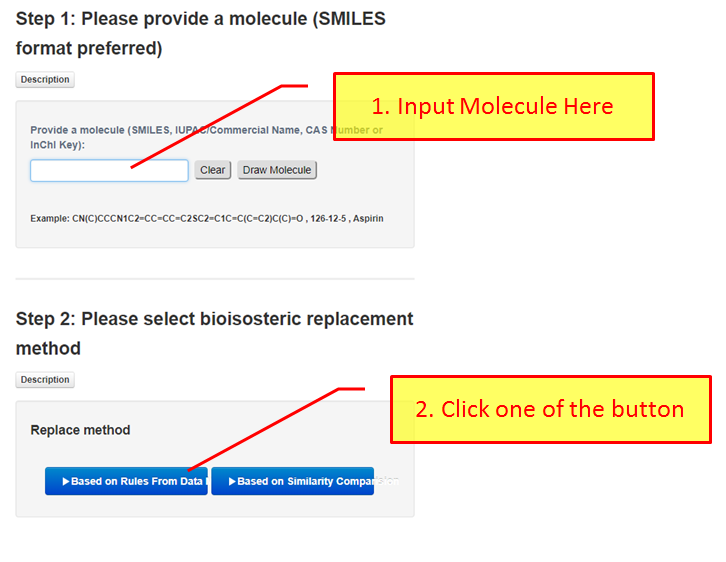 Step 1: Please provide a molecule (SMILES
format preferred)
Description
1. Input Molecule Here
Provide a molecule (SMILES, IUPAC/Commercial Name, CAS Number or
InChI Key):
Clear
Draw Molecule
Example: CN(C)CCCN1C2=CC=CC=C2SC2=C1C=C(C=C2)C(C)=O , 126-12-5 , Aspirin
Step 2: Please select bioisosteric replacement
method
Description
2. Click one of the button
Replace method
Based on Rules From Data
Based on Similarity Comparsion